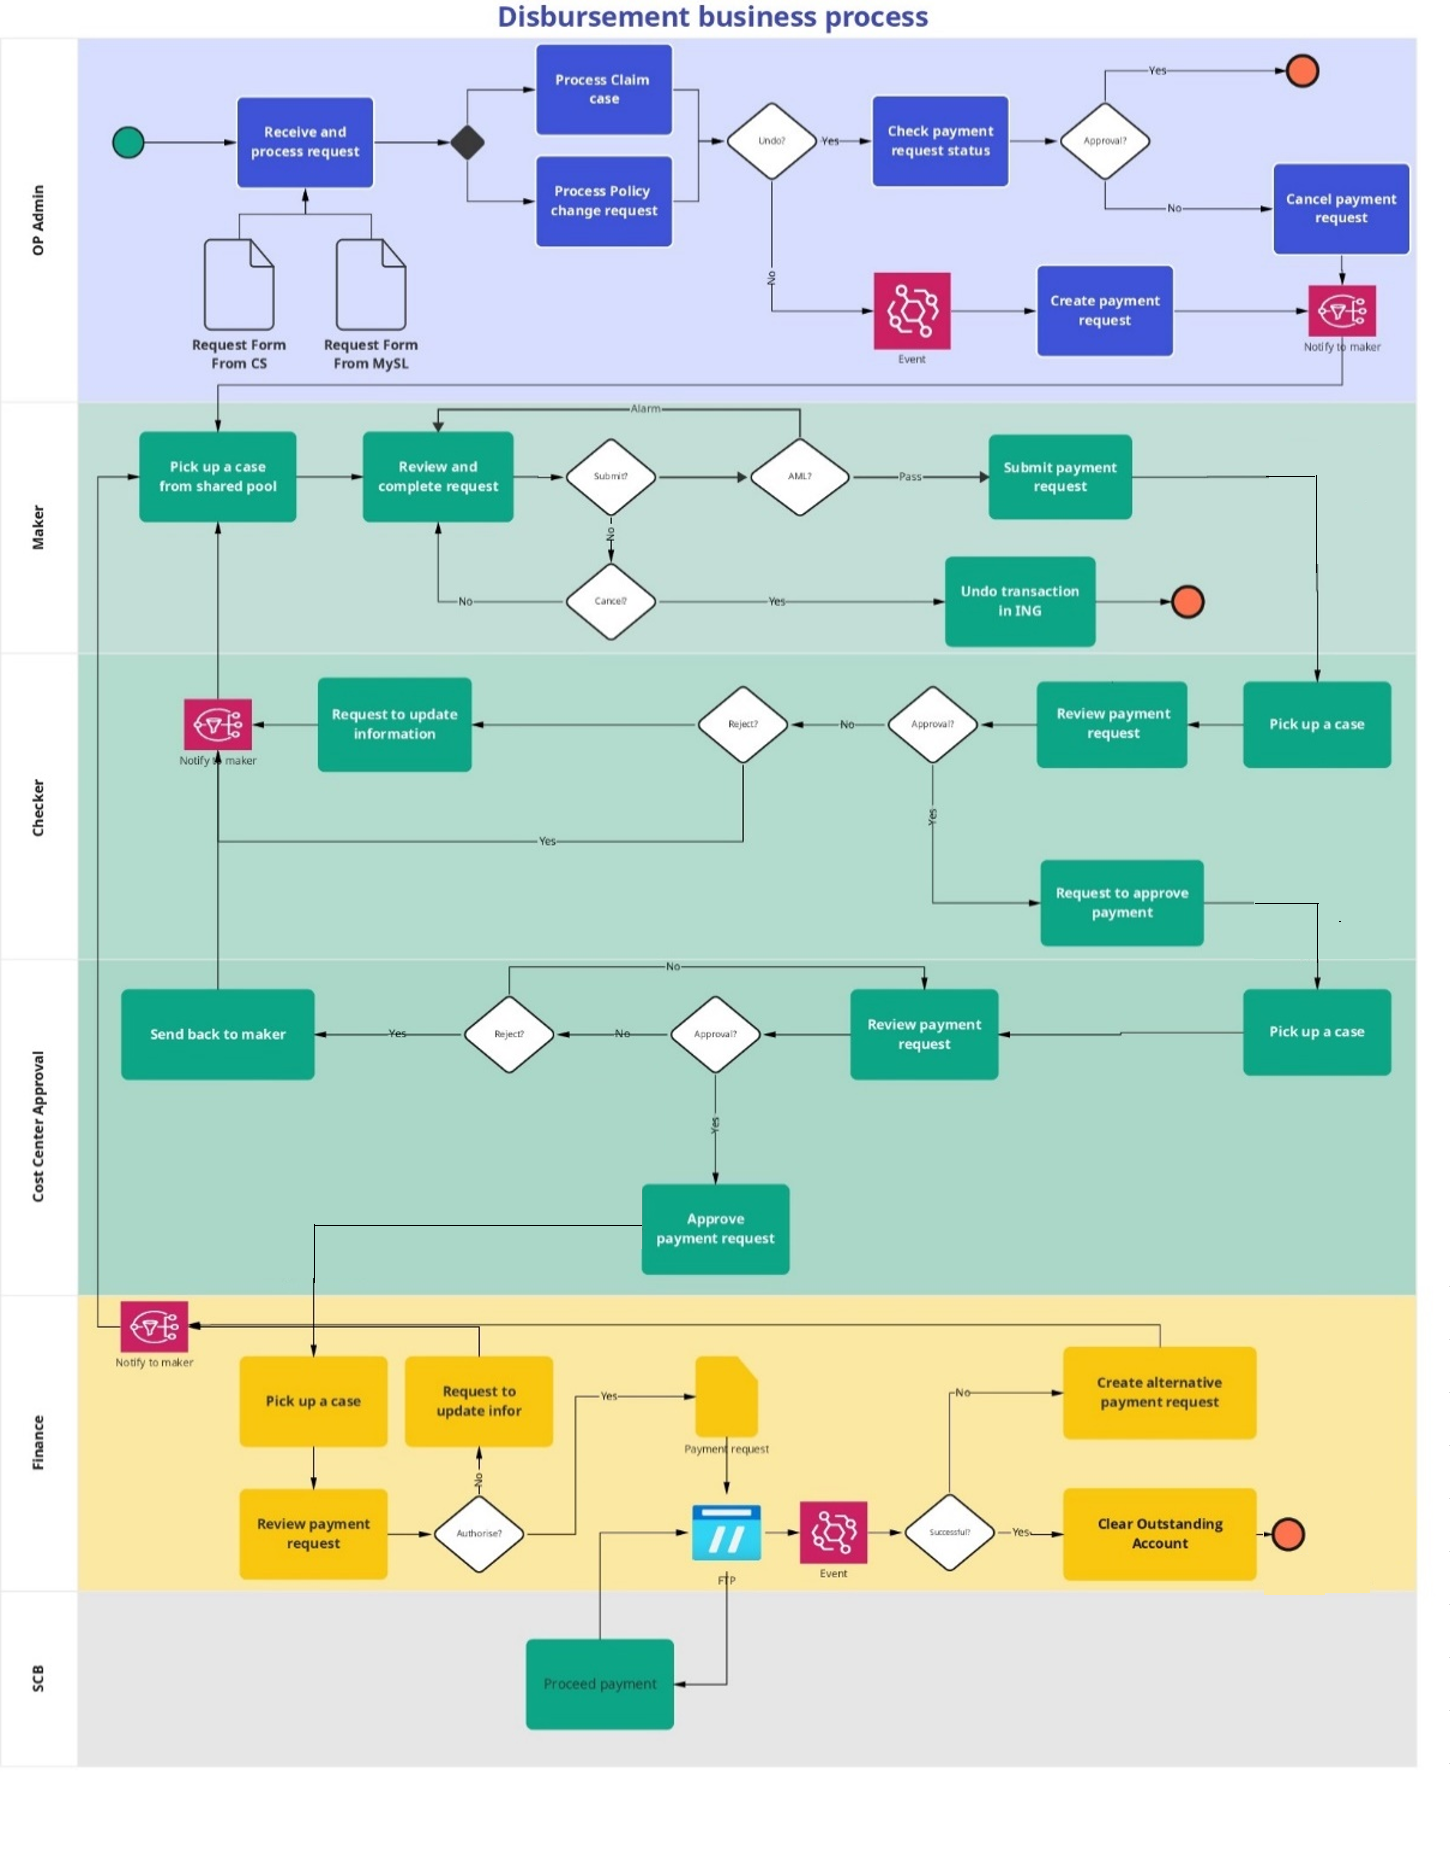 Disbursement business process
OP Admin
Receive and
process request
Request Form
From CS
Request Form
From MySL
Process Claim
case
Process Policy
change request
Undo?
Yes
No
Check payment
request status
Approval?
Yes
No
Cancel payment
request
Event
Create payment
request
Notify to maker
Maker
Pick up a case
from shared pool
Alarm
Review and
complete request
Submit?
No
AML?
Pass
Submit payment
request
Cancel?
No
Yes
Undo transaction
in ING
Checker
Notify to maker
Request to update
information
Reject?
Yes
No
Approval?
Yes
Review payment
request
Pick up a case
Request to approve
payment
Cost Center Approval
No
Send back to maker
Yes
Reject?
No
Approval?
Yes
Review payment
request
Pick up a case
Approve
payment request
Finance
Notify to maker
Pick up a case
Request to
update infor
No
Review payment
request
Authorise?
Yes
Payment request
FTP
Event
Successful?
No
Yes
Create alternative
payment request
Clear Outstanding
Account
SCB
Proceed payment